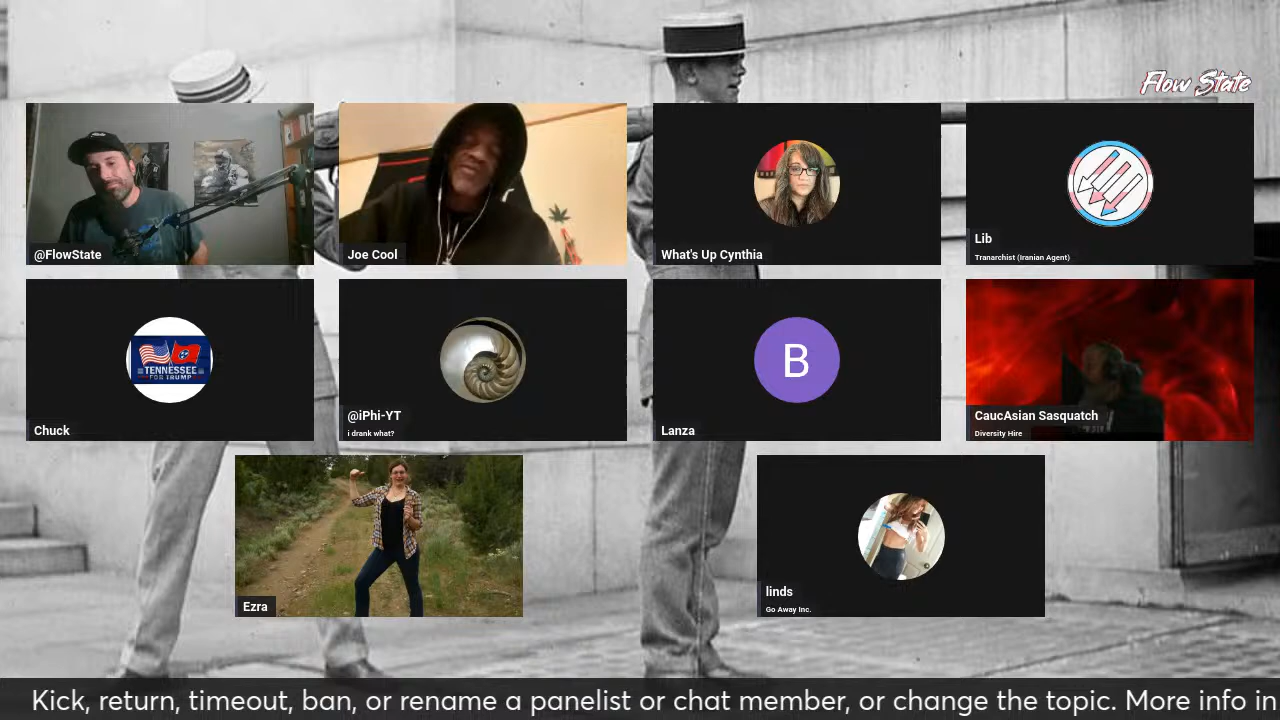 Flow State
@FlowState
Joe Cool
What's Up Cynthia
Lib
Tranarchist (Iranian Agent)
TENNESSEE
FOR TRUMP
Chuck
@iPhi-YT
i drank what?
B
Lanza
CaucAsian Sasquatch
Diversity Hire
Ezra
linds
Go Away Inc.
Kick, return, timeout, ban, or rename a panelist or chat member, or change the topic. More info in